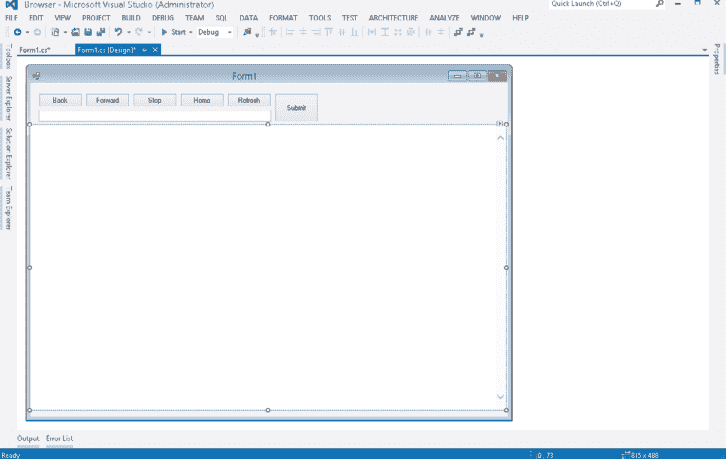 Browser - Microsoft Visual Studio (Administrator)
Quick Launch (Ctrl+Q)
FILE EDIT VIEW PROJECT BUILD DEBUG TEAM SQL DATA FORMAT TOOLS TEST ARCHITECTURE ANALYZE WINDOW HELP
Start Debug
Form1.cs* Form1.cs [Design]*
Toolbox
Server Explorer
Solution Explorer
Team Explorer
Properties
Form1
Back Forward Stop Home Refresh Submit
Output Error List
Ready
815 x 488